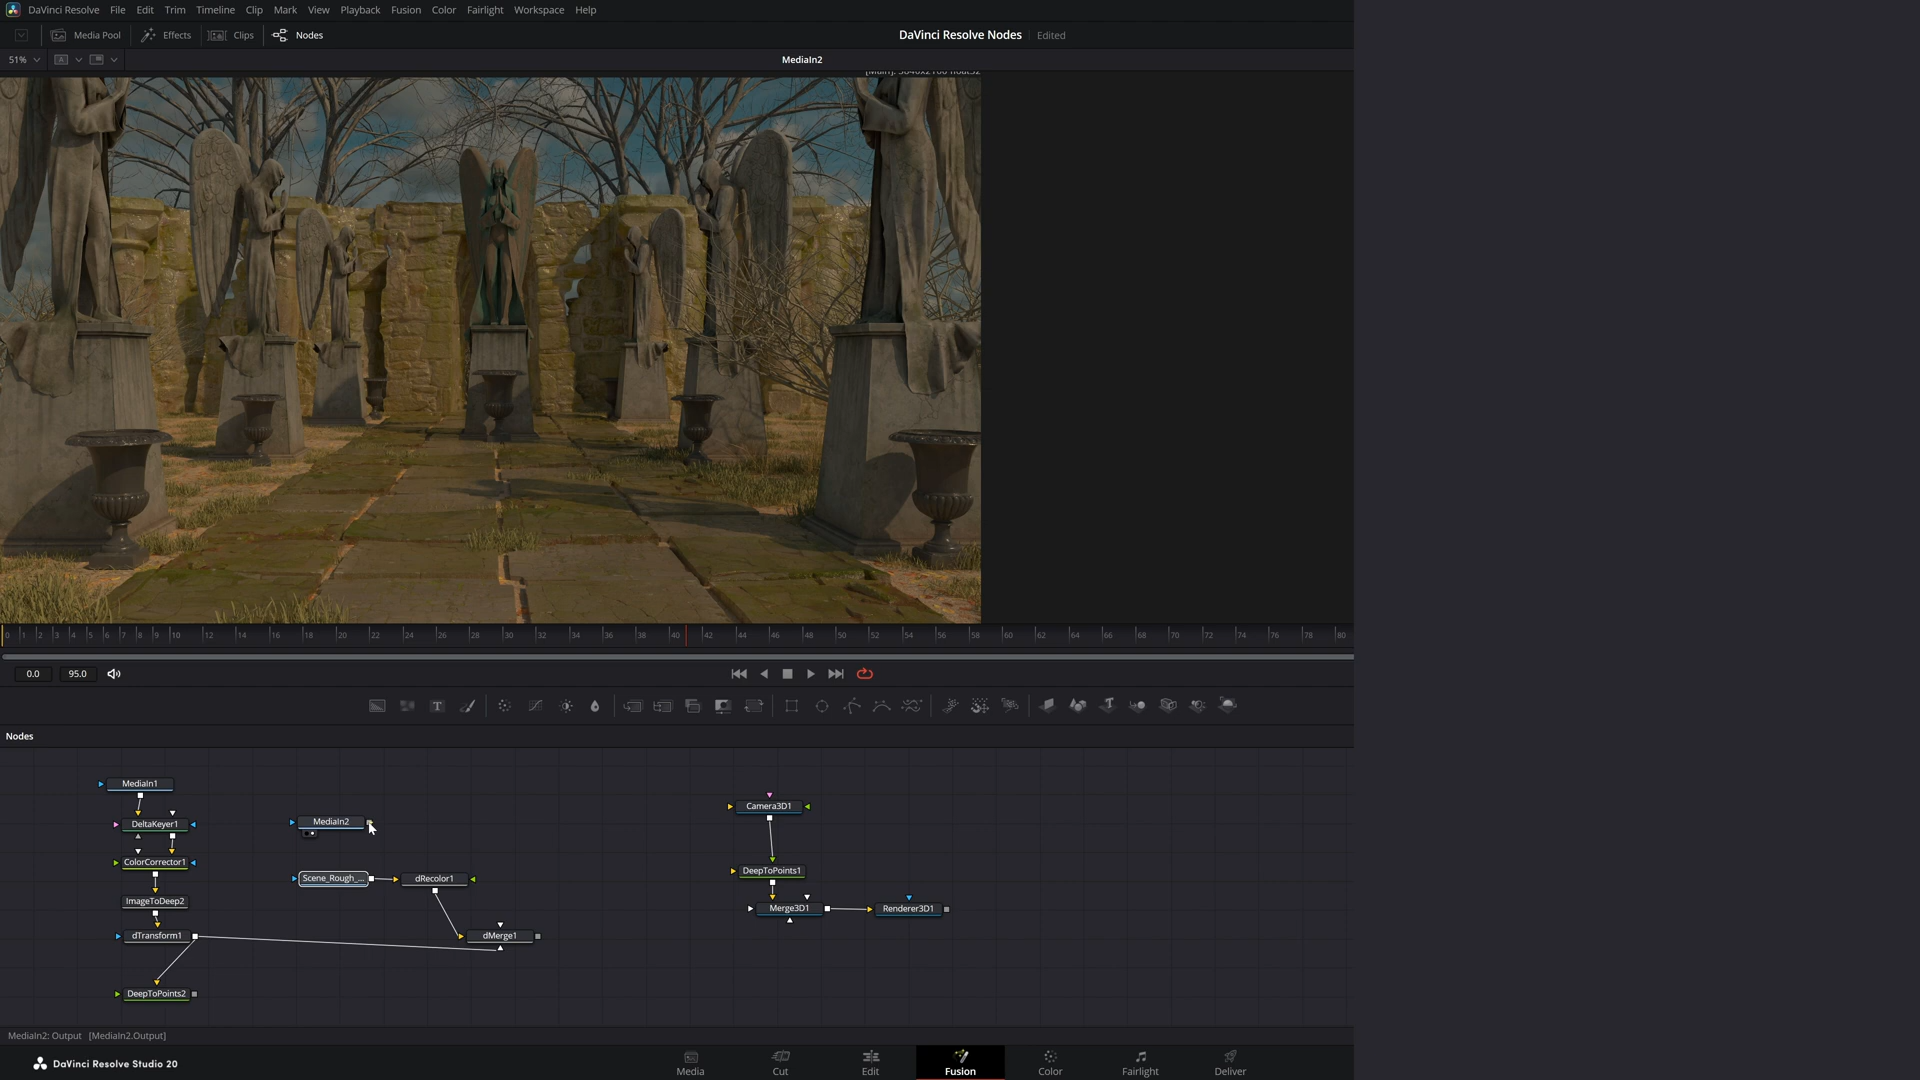 DaVinci Resolve File Edit Trim Timeline Clip Mark View Playback Fusion Color Fairlight Workspace Help
Media Pool Effects Clips Nodes DaVinci Resolve Nodes Edited
51% A MediaIn2
0 1 2 3 4 5 6 7 8 9 10 12 14 16 18 20 22 24 26 28 30 32 34 36 38 40 42 44 46 48 50 52 54 56 58 60 62 64 66 68 70 72 74 76 78 80
0.0 95.0
T
Nodes
MediaIn1
Camera3D1
MediaIn2
DeltaKeyer1
ColorCorrector1
DeepToPoints1
Scene_Rough_... dRecolor1
ImageToDeep2
Merge3D1 Renderer3D1
dTransform1 dMerge1
DeepToPoints2
MediaIn2: Output [MediaIn2.Output]
DaVinci Resolve Studio 20
Media Cut Edit Fusion Color Fairlight Deliver